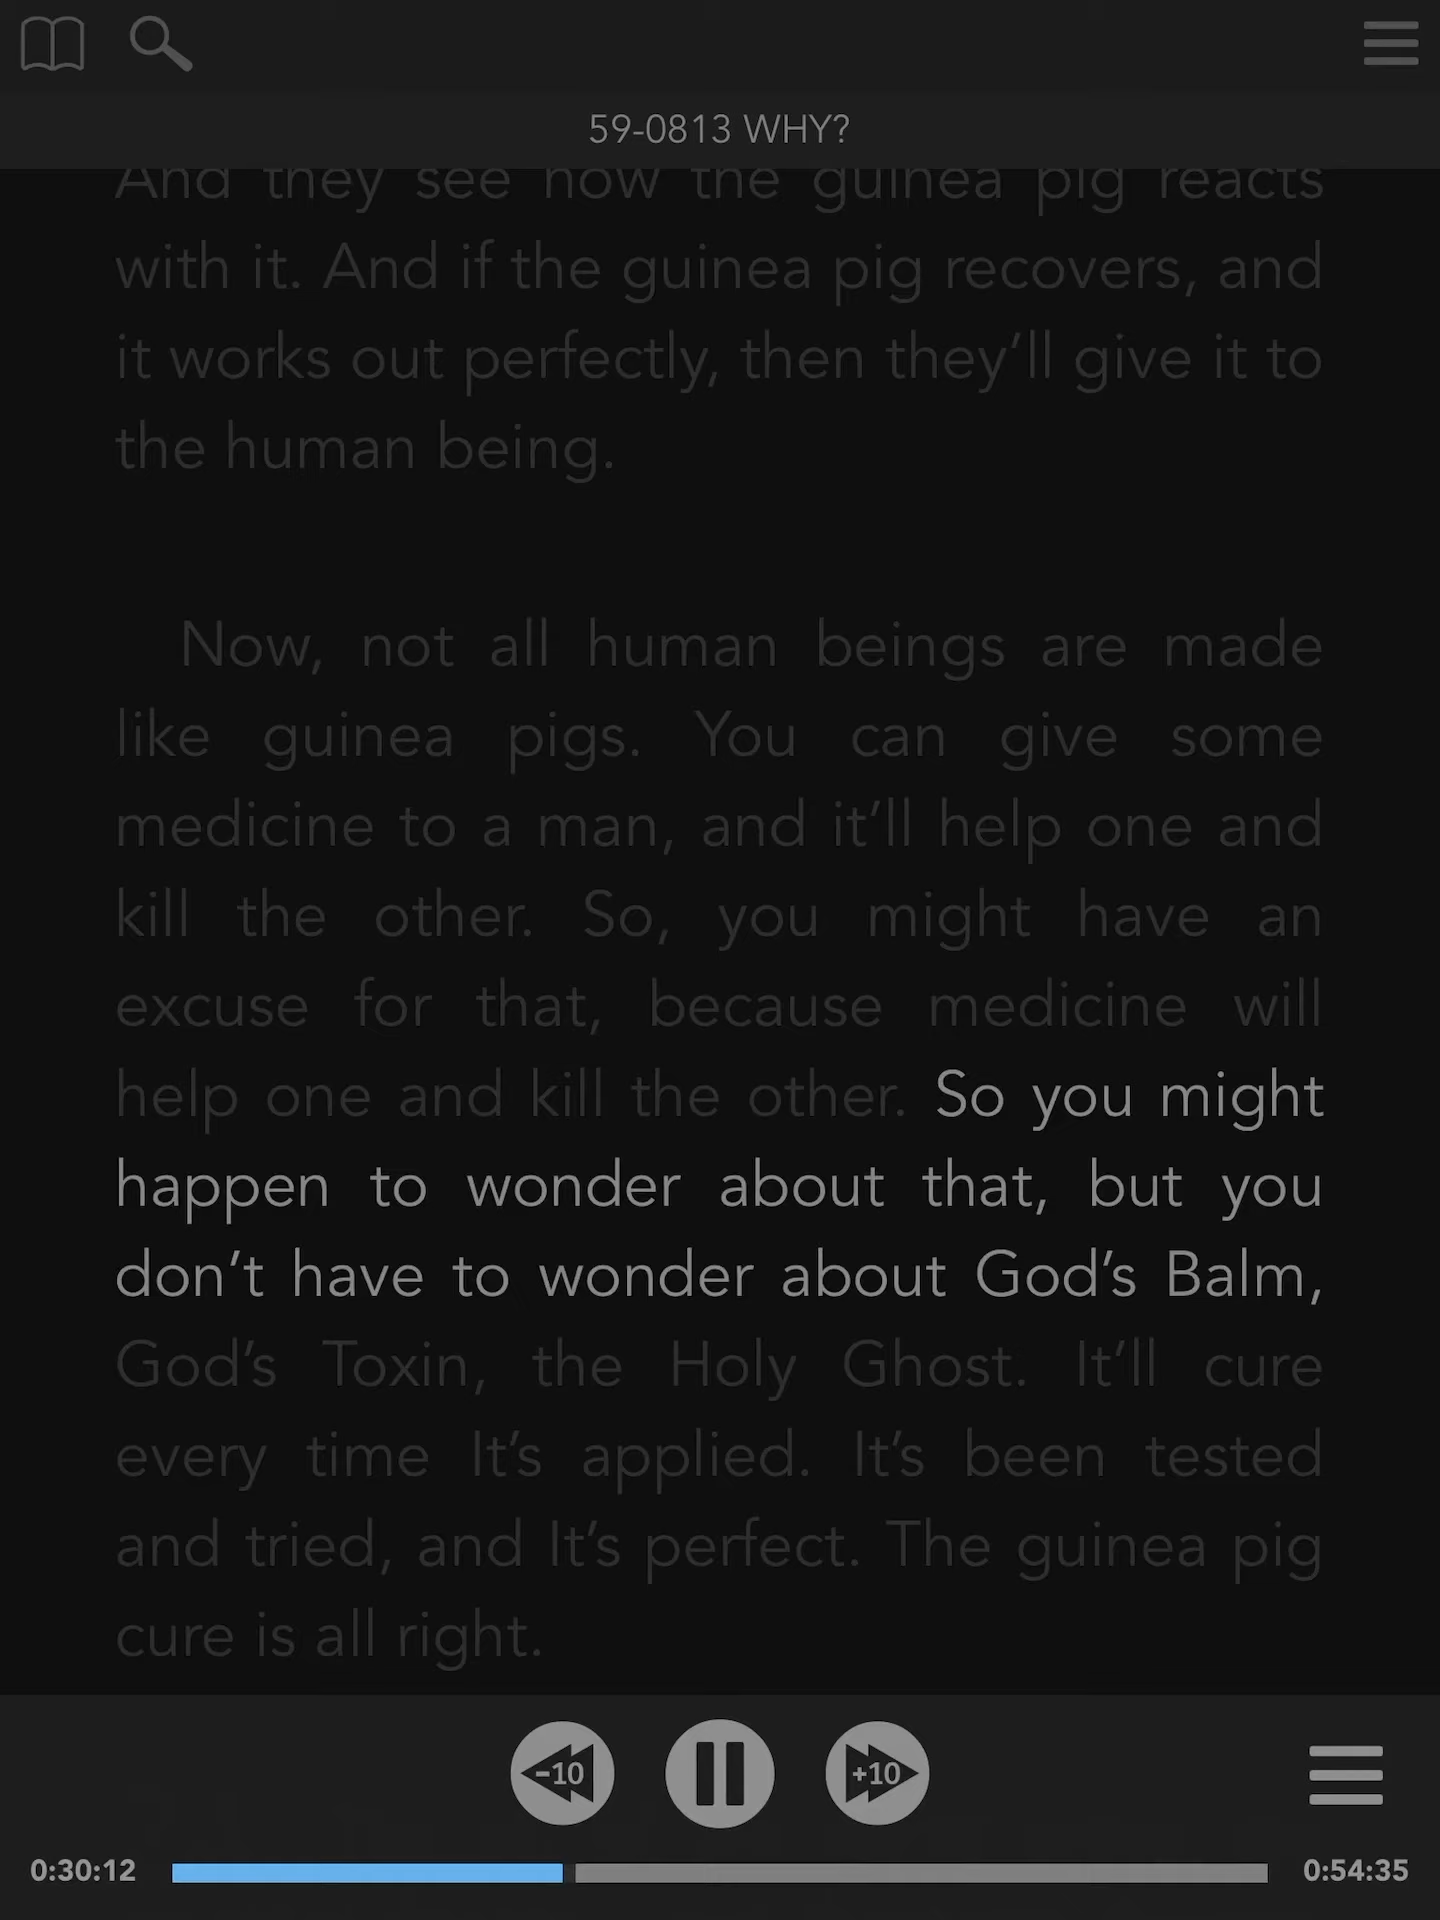 59-0813 WHY?
And they see how the guinea pig reacts
with it. And if the guinea pig recovers, and
it works out perfectly, then they’ll give it to
the human being.
Now, not all human beings are made
like guinea pigs. You can give some
medicine to a man, and it’ll help one and
kill the other. So, you might have an
excuse for that, because medicine will
help one and kill the other. So you might
happen to wonder about that, but you
don’t have to wonder about God’s Balm,
God’s Toxin, the Holy Ghost. It’ll cure
every time It’s applied. It’s been tested
and tried, and It’s perfect. The guinea pig
cure is all right.
-10 +10
0:30:12 0:54:35